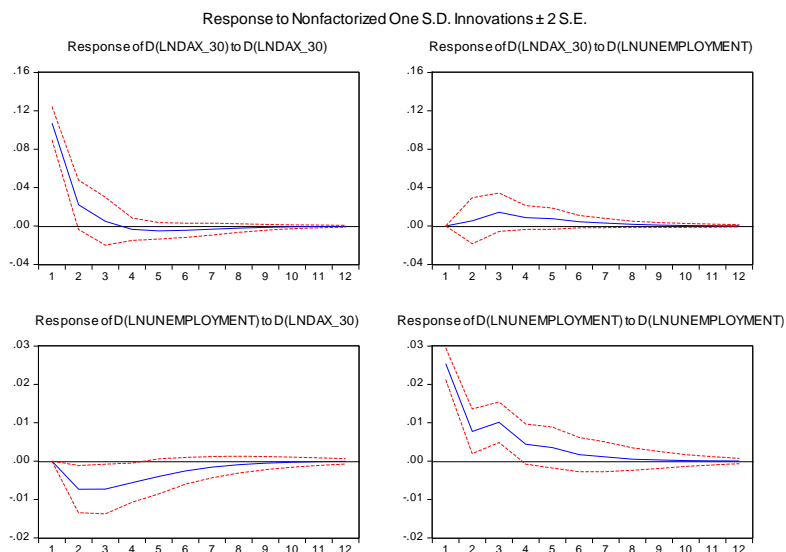 Response to Nonfactorized One S.D. Innovations ± 2 S.E.
Response of D(LNDAX_30) to D(LNDAX_30)
.16
.12
.08
.04
.00
-.04
1 2 3 4 5 6 7 8 9 10 11 12
Response of D(LNDAX_30) to D(LNUNEMPLOYMENT)
.16
.12
.08
.04
.00
-.04
1 2 3 4 5 6 7 8 9 10 11 12
Response of D(LNUNEMPLOYMENT) to D(LNDAX_30)
.03
.02
.01
.00
-.01
-.02
1 2 3 4 5 6 7 8 9 10 11 12
Response of D(LNUNEMPLOYMENT) to D(LNUNEMPLOYMENT)
.03
.02
.01
.00
-.01
-.02
1 2 3 4 5 6 7 8 9 10 11 12